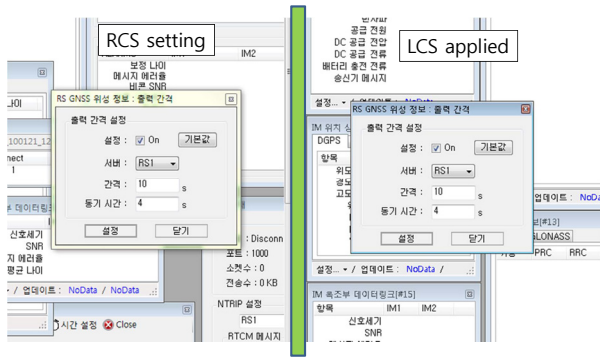 RCS setting
IM2
보정 나이
메시지 에러율
비콘 SNR
나이
RS GNSS 위성 정보 : 출력 간격
출력 간격 설정
설정 : On 기본값
서버 : RS1
간격 : 10 s
동기 시간 : 4 s
설정 닫기
_100121_12
nnect
1
데이터링
신호세기
SNR
지 에러율
평균 나이
/ 업데이트 : NoData / NoData
: Disconn
포트 : 1000
소켓수 : 0
전송수 : 0 KB
NTRIP 설정
RS1
RTCM 메시지
시간 설정 Close
LCS applied
공급 전원
DC 공급 전압
DC 공급 전류
배터리 충전 전류
송신기 메시지
설정... / 업데이트 : NoData
RS GNSS 위성 정보 : 출력 간격
출력 간격 설정
설정 : On 기본값
서버 : RS1
간격 : 10 s
동기 시간 : 4 s
설정 닫기
IM 위치
DGPS
항목
위도
경도
고도
설정... / 업데이트 : NoData /
업데이트 : NoDa
[#13]
GLONASS
PRC RRC
IM 육조부 데이터링크[#15]
항목 IM1 IM2
신호세기
SNR